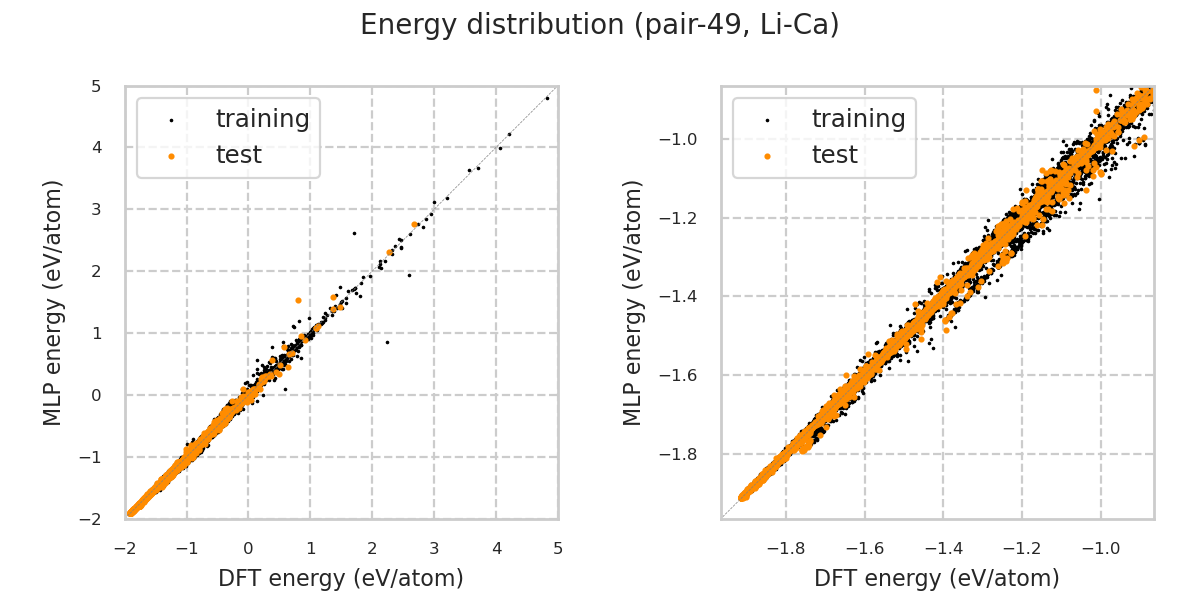 Energy distribution (pair-49, Li-Ca)
training
test
5
4
3
2
1
0
−1
−2
−2
−1
0
1
2
3
4
5
MLP energy (eV/atom)
DFT energy (eV/atom)
training
test
−1.0
−1.2
−1.4
−1.6
−1.8
−1.8
−1.6
−1.4
−1.2
−1.0
MLP energy (eV/atom)
DFT energy (eV/atom)